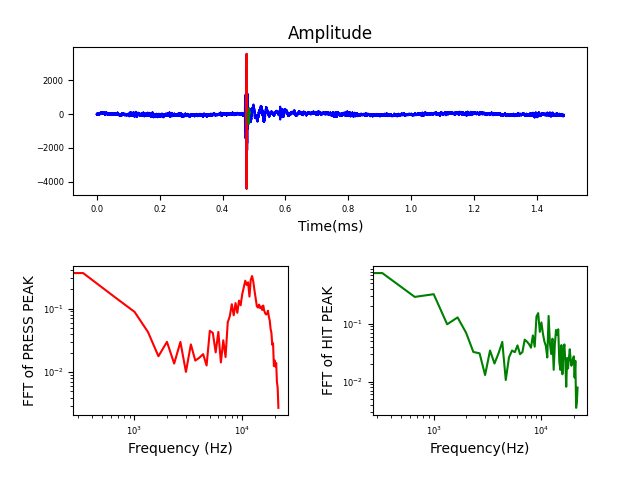 Amplitude
2000
0
−2000
−4000
0.0 0.2 0.4 0.6 0.8 1.0 1.2 1.4
Time(ms)
FFT of PRESS PEAK
10⁻¹
10⁻²
10³ 10⁴
Frequency (Hz)
FFT of HIT PEAK
10⁻¹
10⁻²
10³ 10⁴
Frequency(Hz)